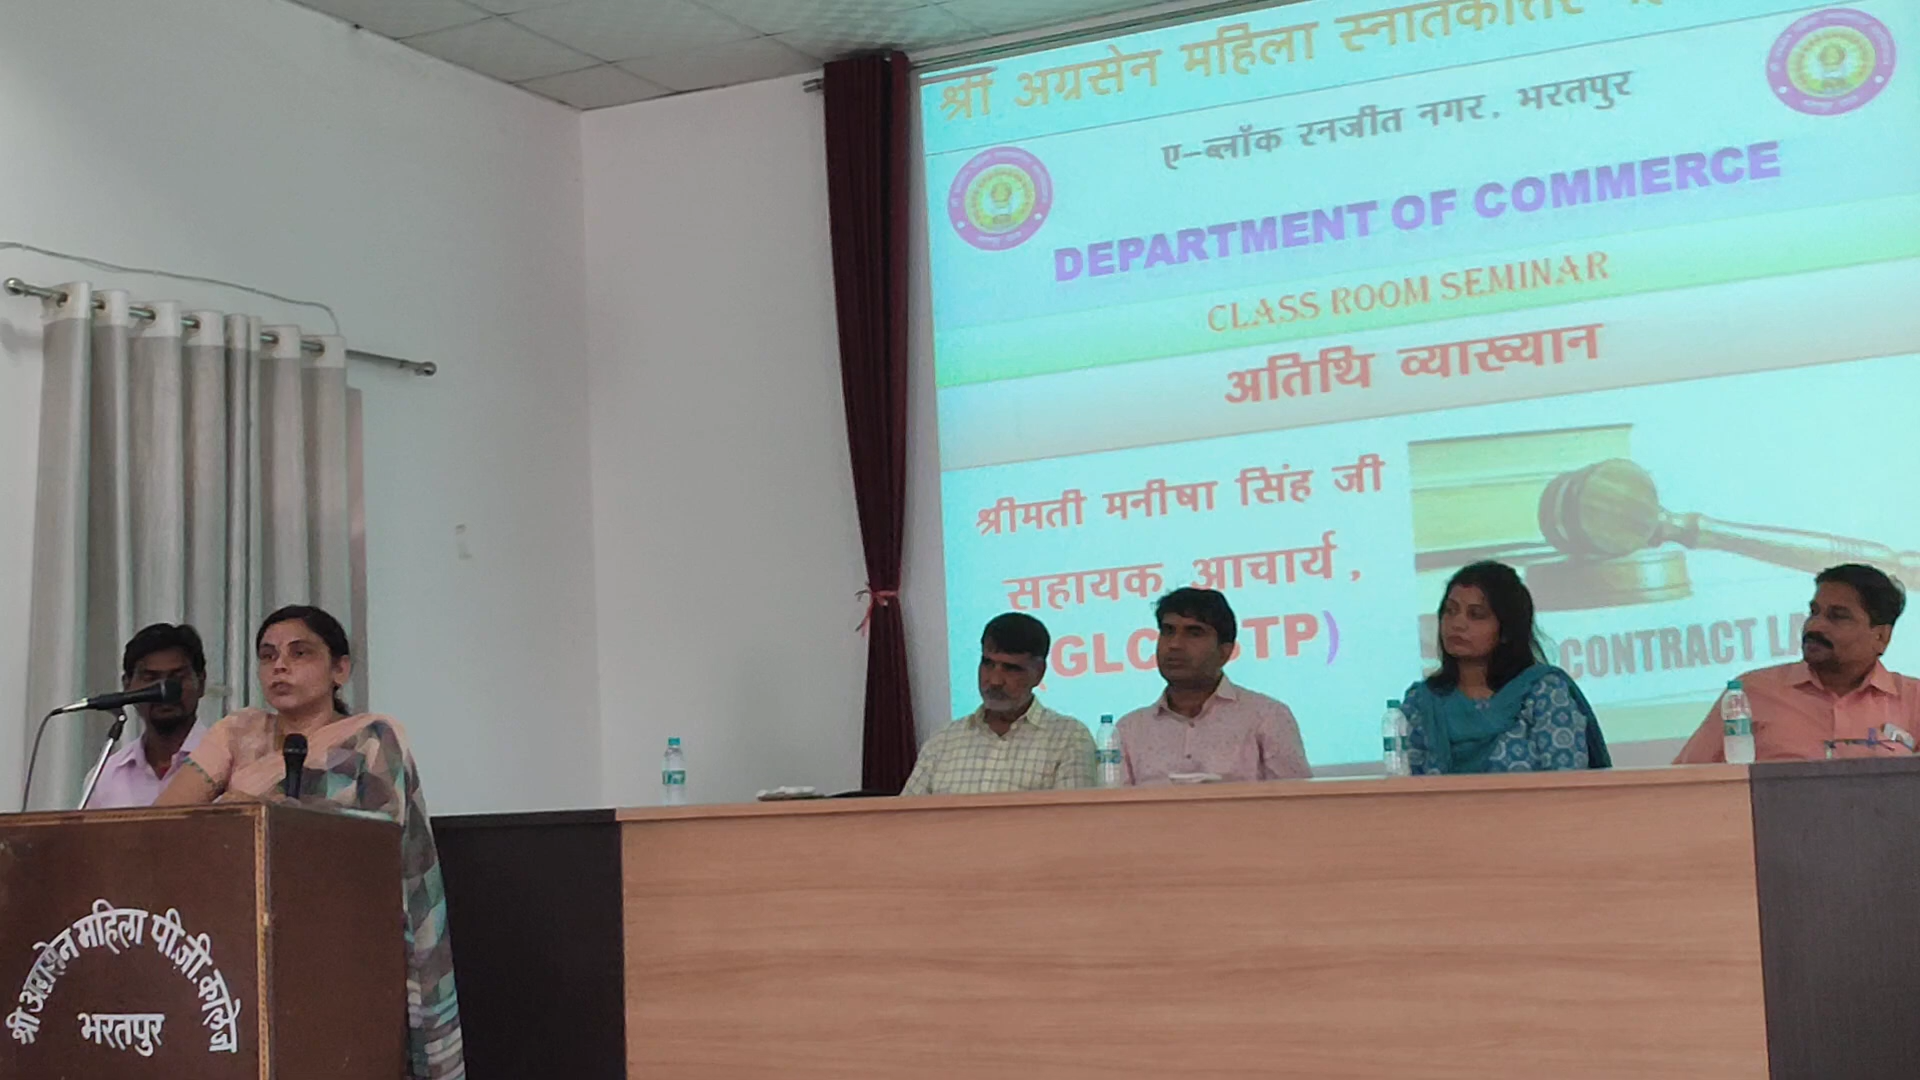 श्री अग्रसेन महिला स्नातकोत्तर
ए-ब्लॉक रनजीत नगर, भरतपुर
DEPARTMENT OF COMMERCE
CLASS ROOM SEMINAR
अतिथि व्याख्यान
श्रीमती मनीषा सिंह जी
सहायक आचार्य,
CONTRACT
श्री अग्रसेन महिला पी.जी. कालेज
भरतपुर